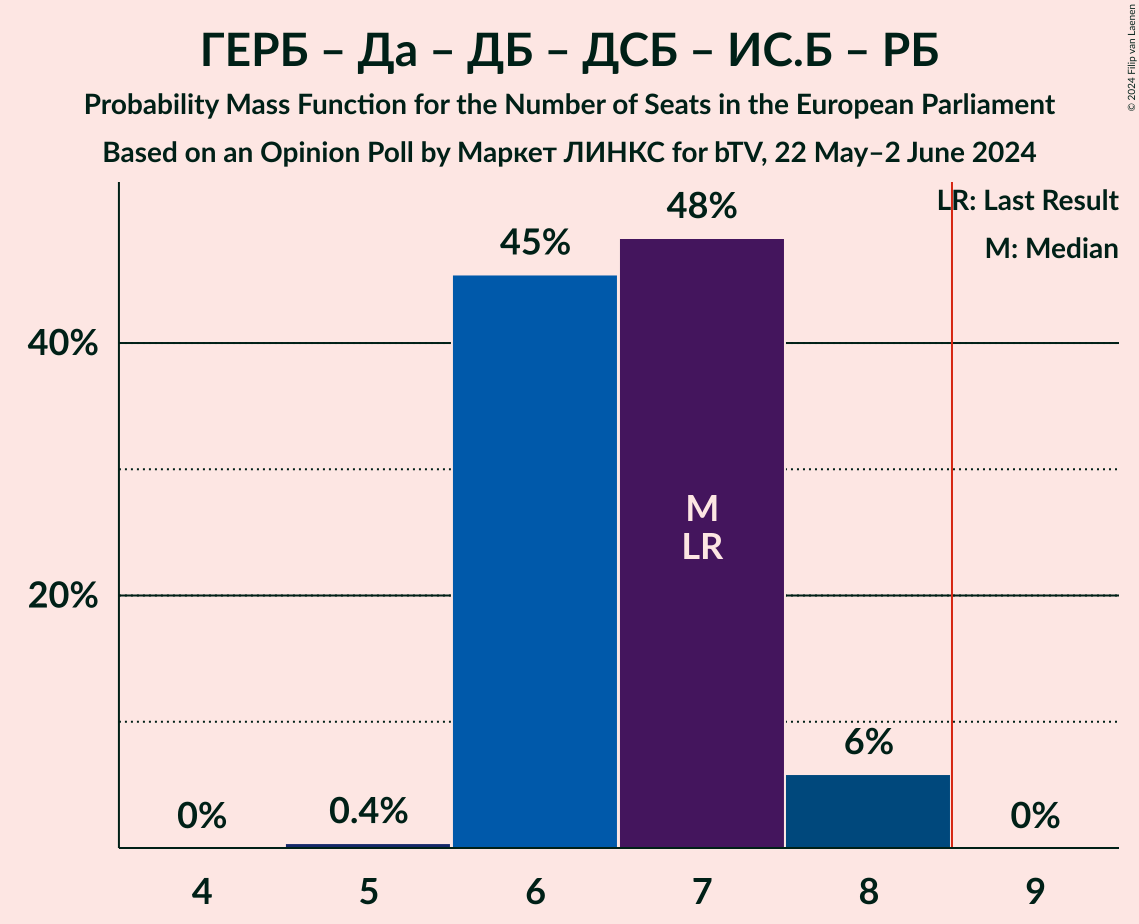 ГЕРБ – Да – ДБ – ДСБ – ИС.Б – РБ
Probability Mass Function for the Number of Seats in the European Parliament
Based on an Opinion Poll by Маркет ЛИНКС for bTV, 22 May–2 June 2024
© 2024 Filip van Laenen
LR: Last Result
M: Median
48%
45%
40%
M
LR
20%
6%
0%
0.4%
0%
4
5
6
7
8
9